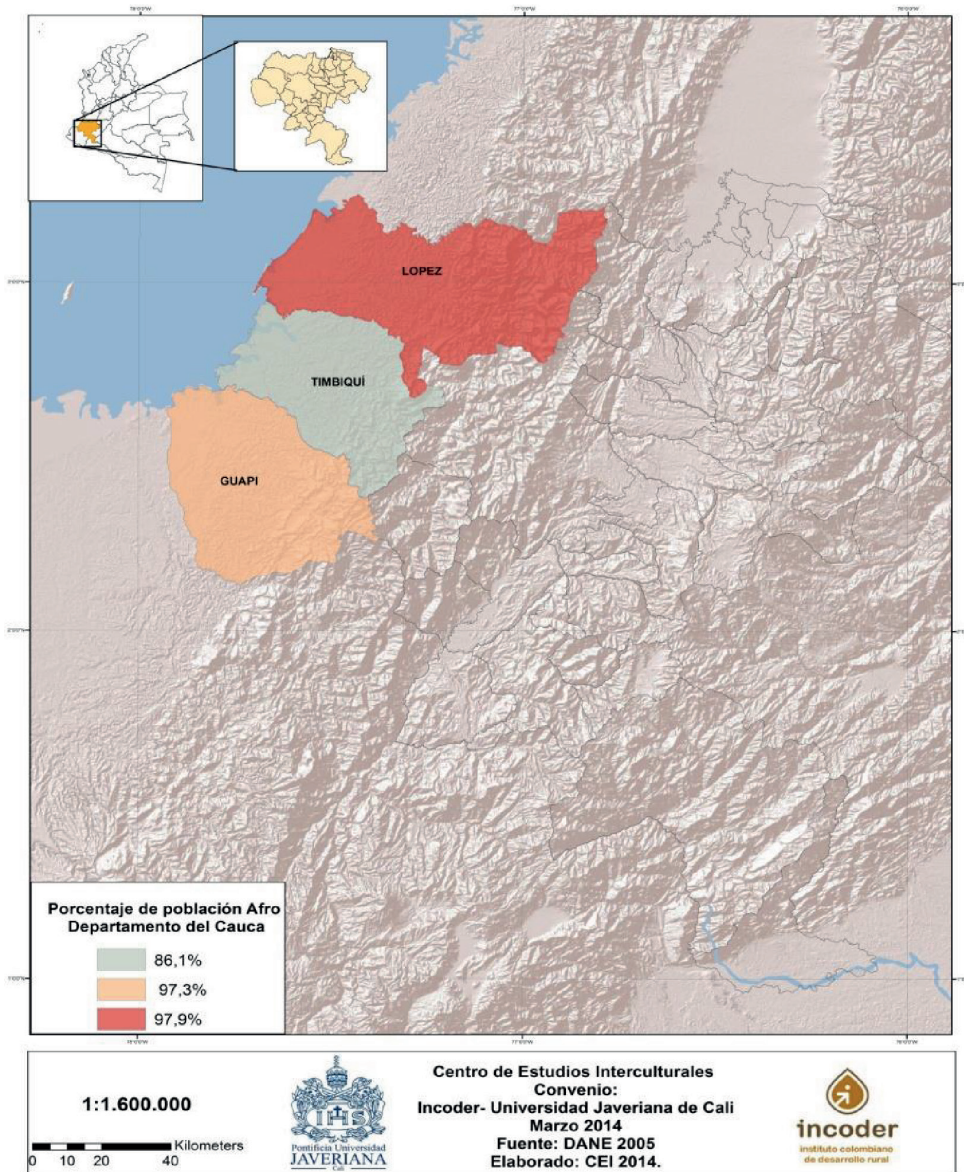 LOPEZ
TIMBIQUÍ
GUAPI
Porcentaje de población Afro
Departamento del Cauca
86,1%
97,3%
97,9%
1:1.600.000
Kilometers
0 10 20 40
IHS
Pontificia Universidad
JAVERIANA
Cali
Centro de Estudios Interculturales
Convenio:
Incoder- Universidad Javeriana de Cali
Marzo 2014
Fuente: DANE 2005
Elaborado: CEI 2014.
incoder
instituto colombiano
de desarrollo rural